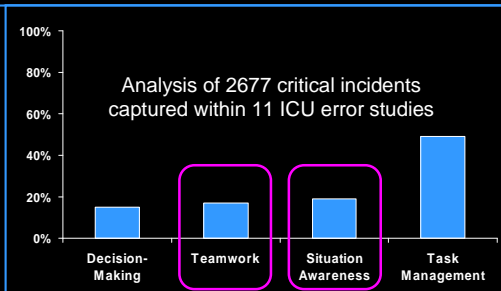 100%
80%
60%
40%
20%
0%
Analysis of 2677 critical incidents
captured within 11 ICU error studies
Decision-
Making
Teamwork
Situation
Awareness
Task
Management